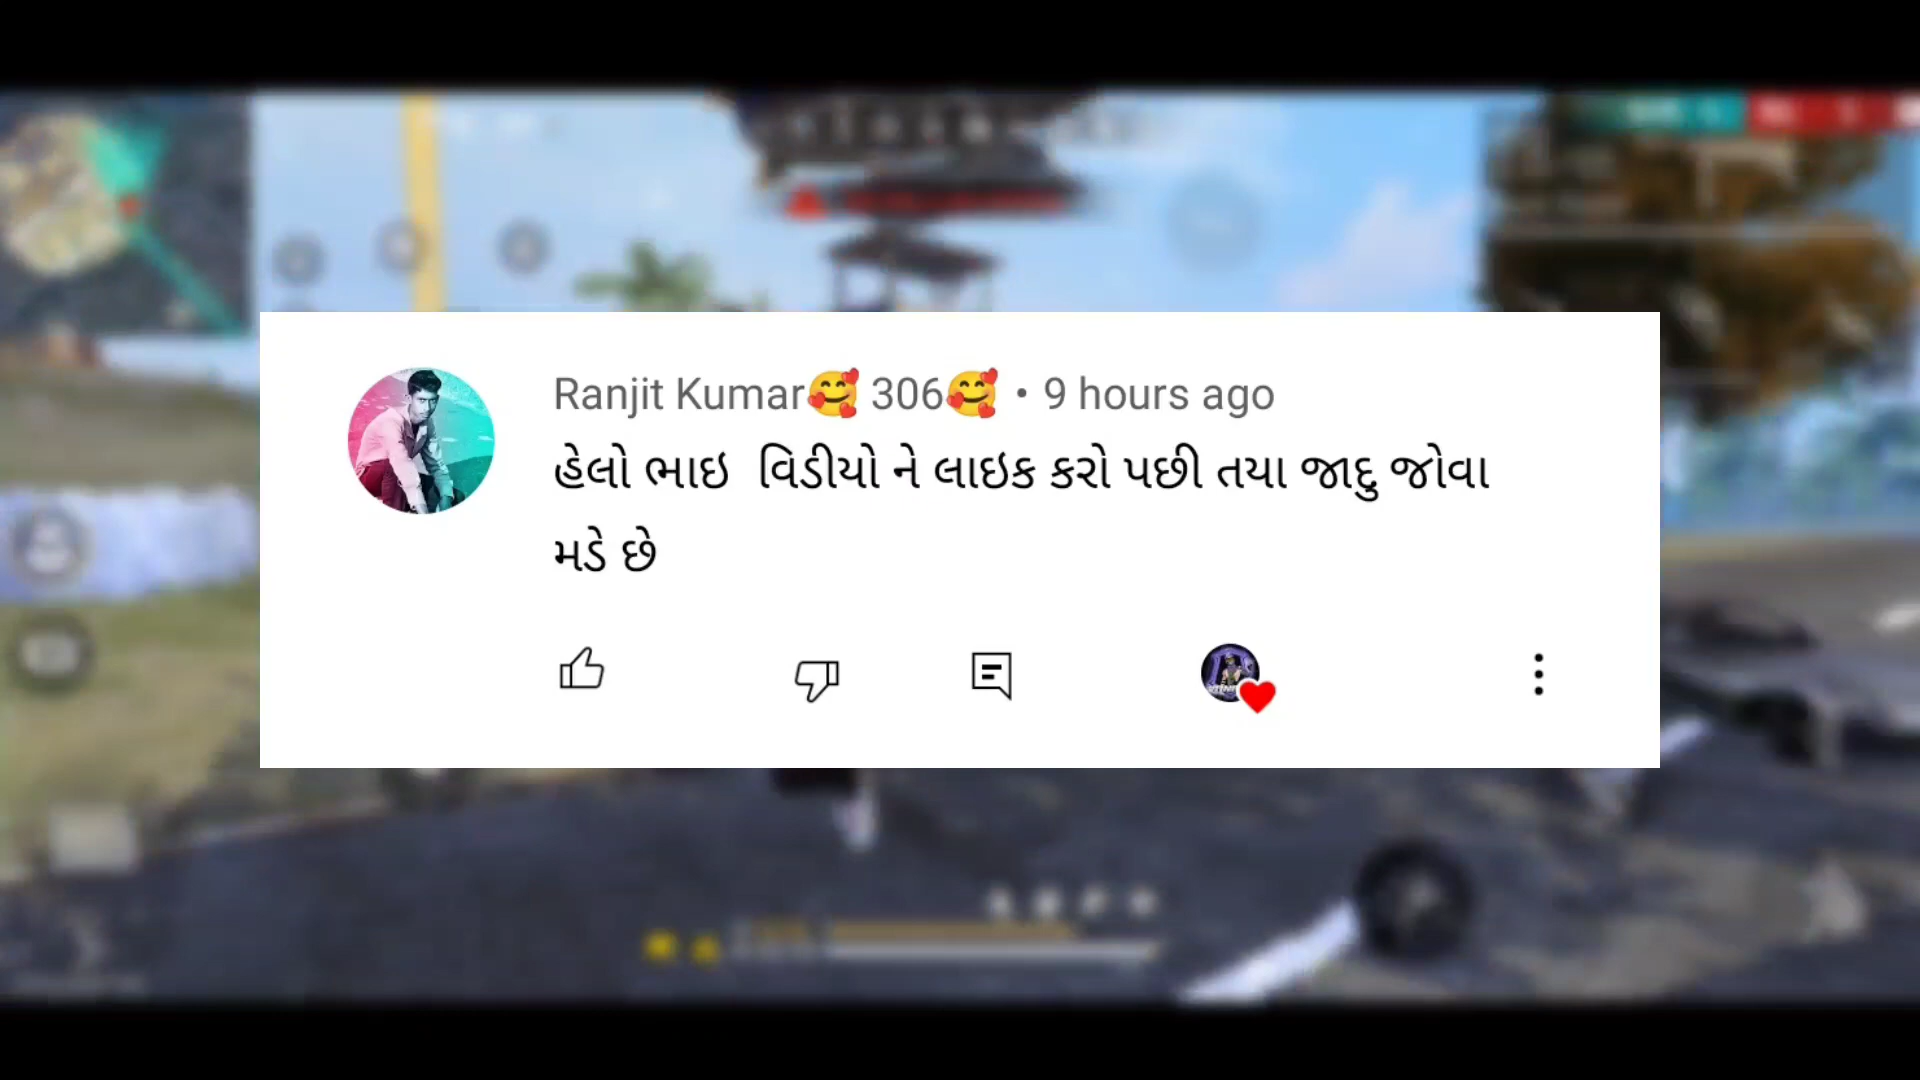 Ranjit Kumar🥰 306🥰 • 9 hours ago
હેલો ભાઇ  વિડીયો ને લાઇક કરો પછી તયા જાદુ જોવા
મડે છે